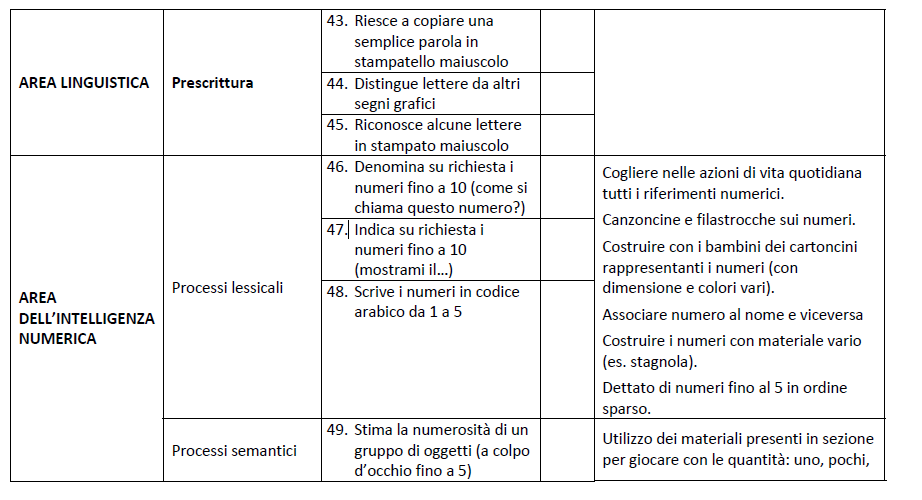 AREA LINGUISTICA
Prescrittura
43. Riesce a copiare una
semplice parola in
stampatello maiuscolo
44. Distingue lettere da altri
segni grafici
45. Riconosce alcune lettere
in stampato maiuscolo
AREA
DELL’INTELLIGENZA
NUMERICA
Processi lessicali
46. Denomina su richiesta i
numeri fino a 10 (come si
chiama questo numero?)
47. Indica su richiesta i
numeri fino a 10
(mostrami il…)
48. Scrive i numeri in codice
arabico da 1 a 5
Cogliere nelle azioni di vita quotidiana
tutti i riferimenti numerici.
Canzoncine e filastrocche sui numeri.
Costruire con i bambini dei cartoncini
rappresentanti i numeri (con
dimensione e colori vari).
Associare numero al nome e viceversa
Costruire i numeri con materiale vario
(es. stagnola).
Dettato di numeri fino al 5 in ordine
sparso.
Processi semantici
49. Stima la numerosità di un
gruppo di oggetti (a colpo
d’occhio fino a 5)
Utilizzo dei materiali presenti in sezione
per giocare con le quantità: uno, pochi,